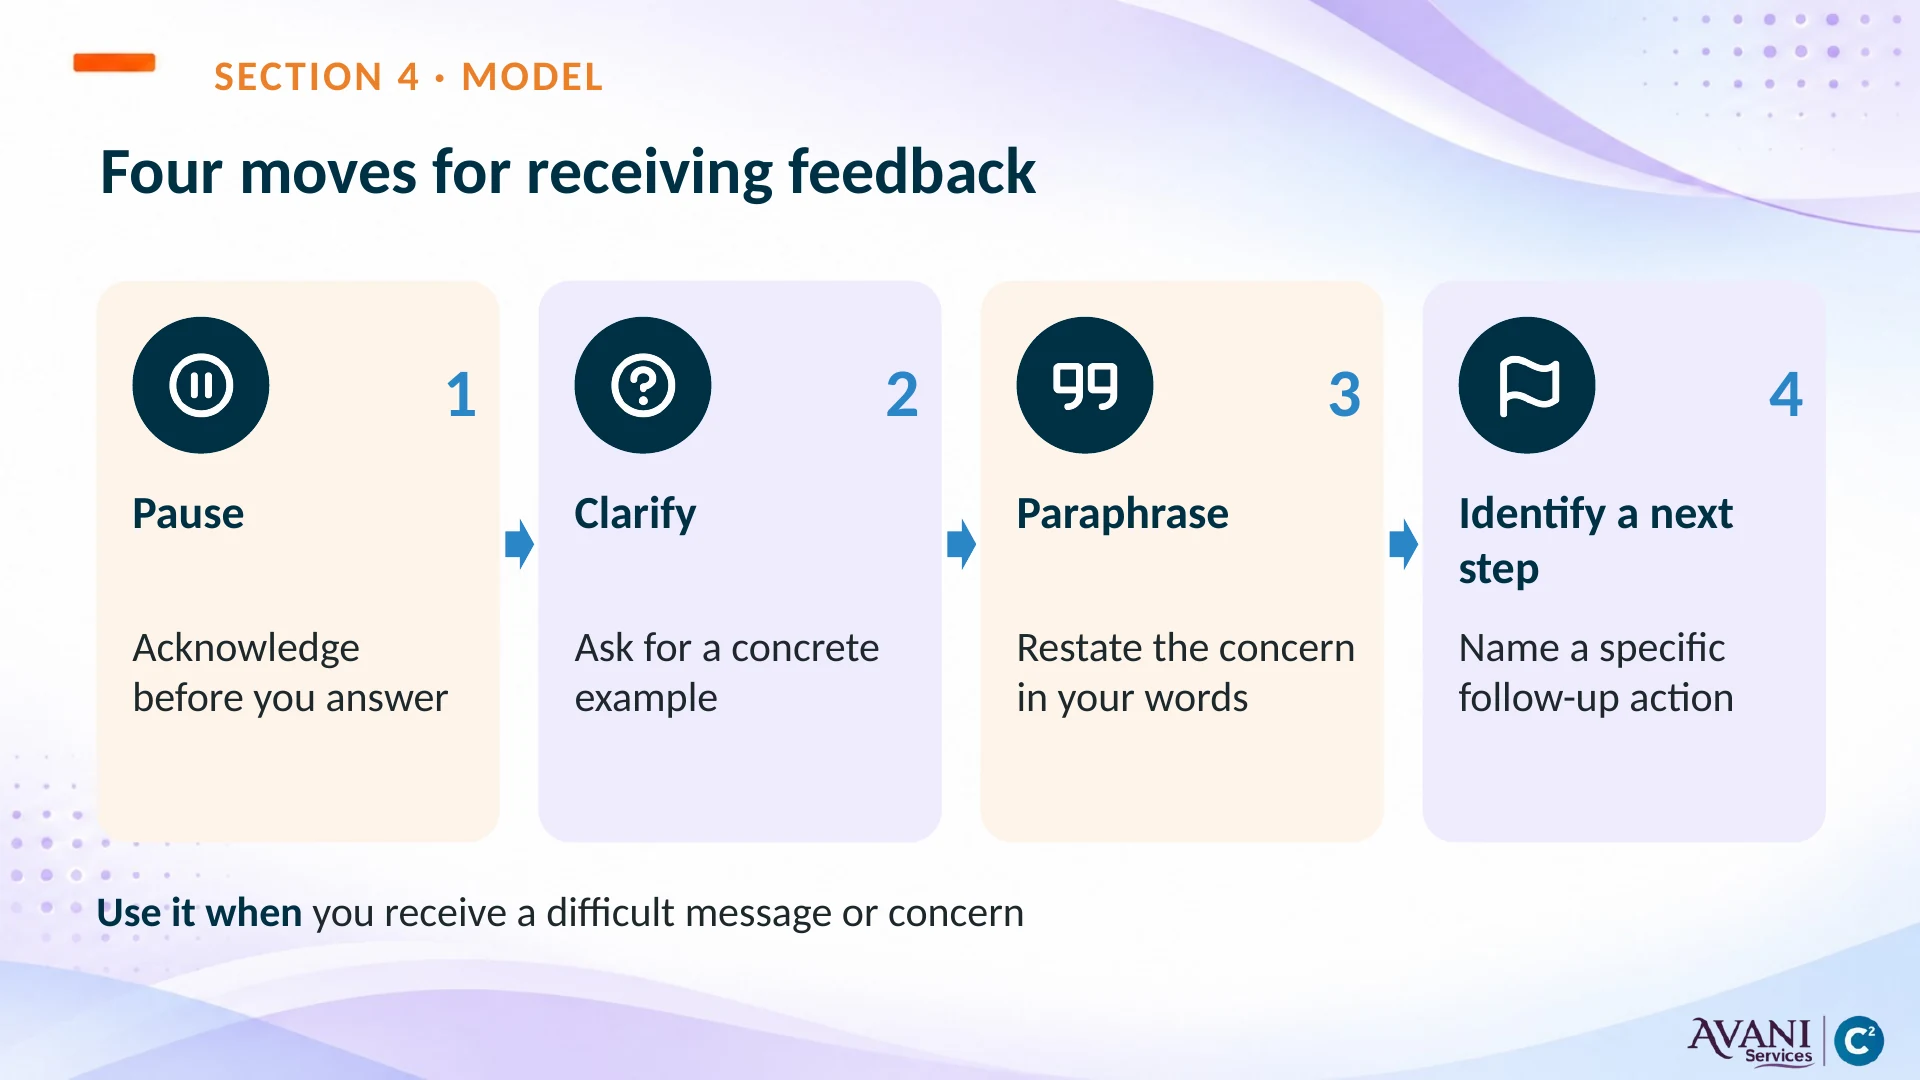 SECTION 4 · MODEL
Four moves for receiving feedback
1
Pause
Acknowledge
before you answer
2
Clarify
Ask for a concrete
example
3
Paraphrase
Restate the concern
in your words
4
Identify a next
step
Name a specific
follow-up action
Use it when you receive a difficult message or concern
AVANI
Services
C²